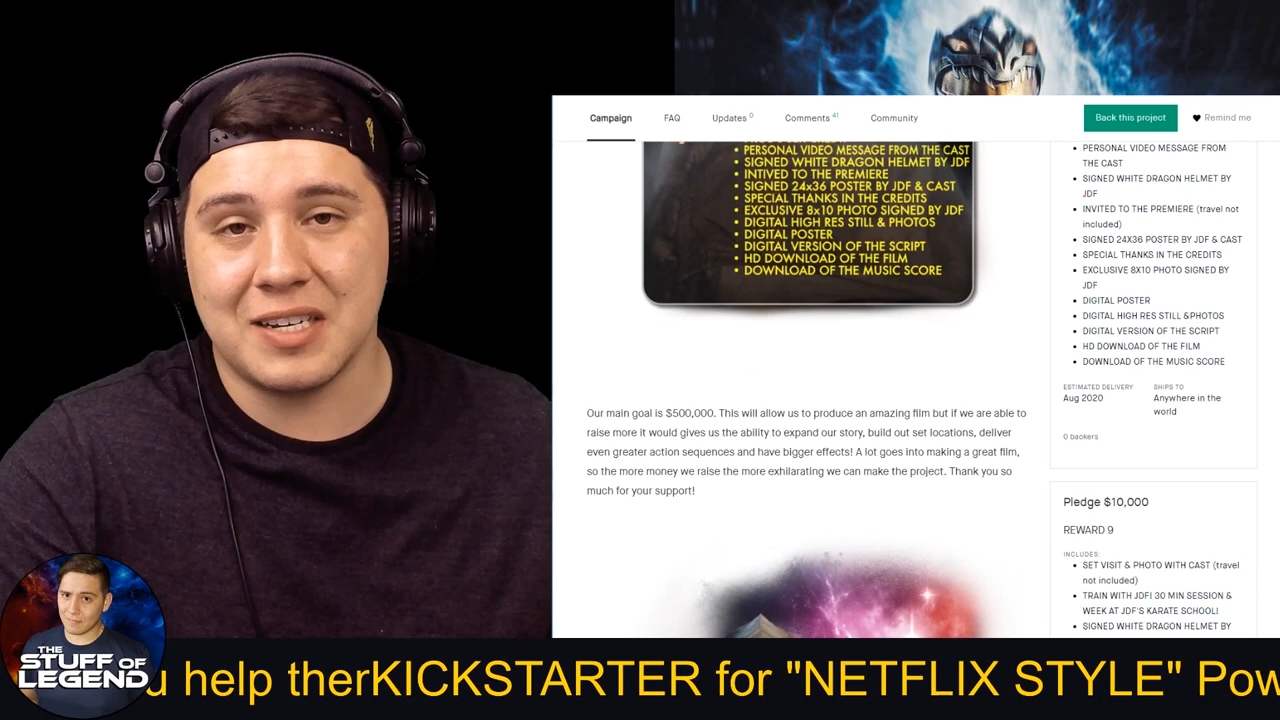 Campaign
FAQ
Updates 0
Comments 41
Community
Back this project
Remind me
• PERSONAL VIDEO MESSAGE FROM THE CAST
• SIGNED WHITE DRAGON HELMET BY JDF
• INTIVED TO THE PREMIERE
• SIGNED 24x36 POSTER BY JDF & CAST
• SPECIAL THANKS IN THE CREDITS
• EXCLUSIVE 8x10 PHOTO SIGNED BY JDF
• DIGITAL HIGH RES STILL & PHOTOS
• DIGITAL POSTER
• DIGITAL VERSION OF THE SCRIPT
• HD DOWNLOAD OF THE FILM
• DOWNLOAD OF THE MUSIC SCORE
Our main goal is $500,000. This will allow us to produce an amazing film but if we are able to
raise more it would gives us the ability to expand our story, build out set locations, deliver
even greater action sequences and have bigger effects! A lot goes into making a great film,
so the more money we raise the more exhilarating we can make the project. Thank you so
much for your support!
• PERSONAL VIDEO MESSAGE FROM
THE CAST
• SIGNED WHITE DRAGON HELMET BY
JDF
• INVITED TO THE PREMIERE (travel not
included)
• SIGNED 24X36 POSTER BY JDF & CAST
• SPECIAL THANKS IN THE CREDITS
• EXCLUSIVE 8X10 PHOTO SIGNED BY
JDF
• DIGITAL POSTER
• DIGITAL HIGH RES STILL &PHOTOS
• DIGITAL VERSION OF THE SCRIPT
• HD DOWNLOAD OF THE FILM
• DOWNLOAD OF THE MUSIC SCORE
ESTIMATED DELIVERY
Aug 2020
SHIPS TO
Anywhere in the
world
0 backers
Pledge $10,000
REWARD 9
INCLUDES:
• SET VISIT & PHOTO WITH CAST (travel
not included)
• TRAIN WITH JDF! 30 MIN SESSION &
WEEK AT JDF'S KARATE SCHOOL!
• SIGNED WHITE DRAGON HELMET BY
THE
STUFF OF
LEGEND
u help therKICKSTARTER for "NETFLIX STYLE" Pow